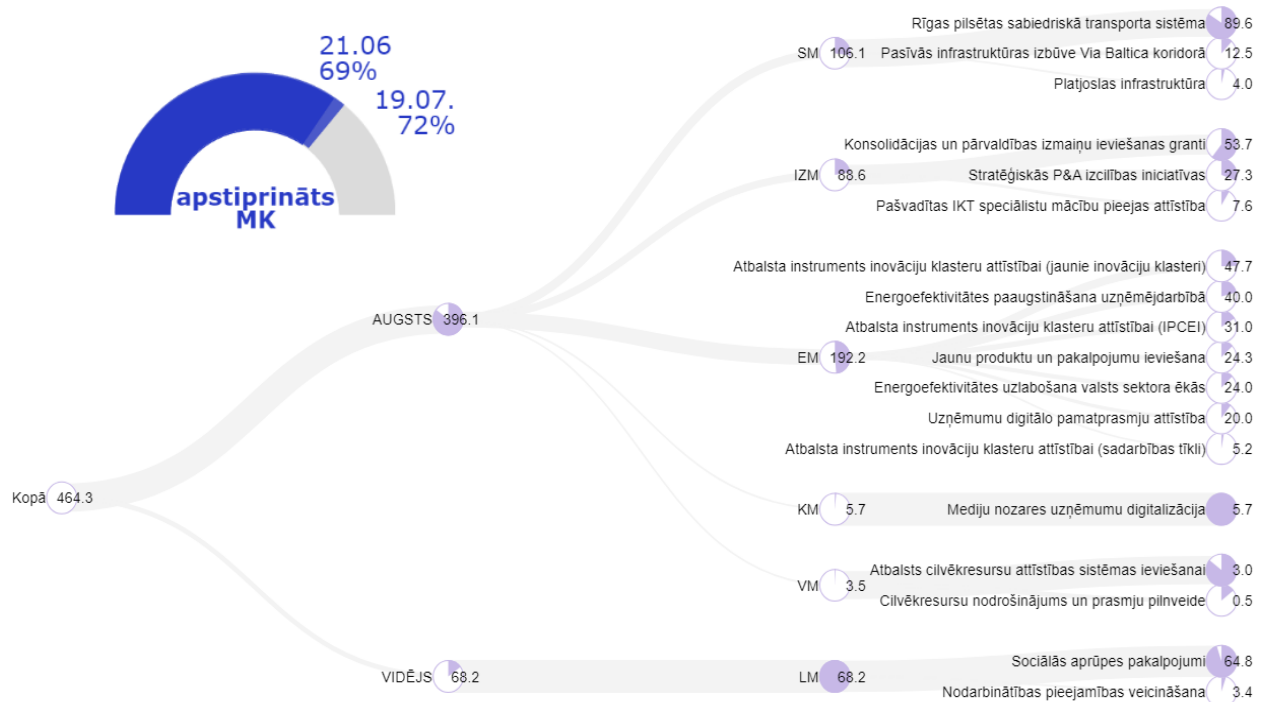 21.06
69%
19.07.
72%
apstiprināts
MK
Kopā 464.3
AUGSTS 396.1
VIDĒJS 68.2
SM 106.1
Rīgas pilsētas sabiedriskā transporta sistēma 89.6
Pasīvās infrastruktūras izbūve Via Baltica koridorā 12.5
Platjoslas infrastruktūra 4.0
IZM 88.6
Konsolidācijas un pārvaldības izmaiņu ieviešanas granti 53.7
Stratēģiskās P&A izcilības iniciatīvas 27.3
Pašvadītas IKT speciālistu mācību pieejas attīstība 7.6
EM 192.2
Atbalsta instruments inovāciju klasteru attīstībai (jaunie inovāciju klasteri) 47.7
Energoefektivitātes paaugstināšana uzņēmējdarbībā 40.0
Atbalsta instruments inovāciju klasteru attīstībai (IPCEI) 31.0
Jaunu produktu un pakalpojumu ieviešana 24.3
Energoefektivitātes uzlabošana valsts sektora ēkās 24.0
Uzņēmumu digitālo pamatprasmju attīstība 20.0
Atbalsta instruments inovāciju klasteru attīstībai (sadarbības tīkli) 5.2
KM 5.7
Mediju nozares uzņēmumu digitalizācija 5.7
VM 3.5
Atbalsts cilvēkresursu attīstības sistēmas ieviešanai 3.0
Cilvēkresursu nodrošinājums un prasmju pilnveide 0.5
LM 68.2
Sociālās aprūpes pakalpojumi 64.8
Nodarbinātības pieejamības veicināšana 3.4